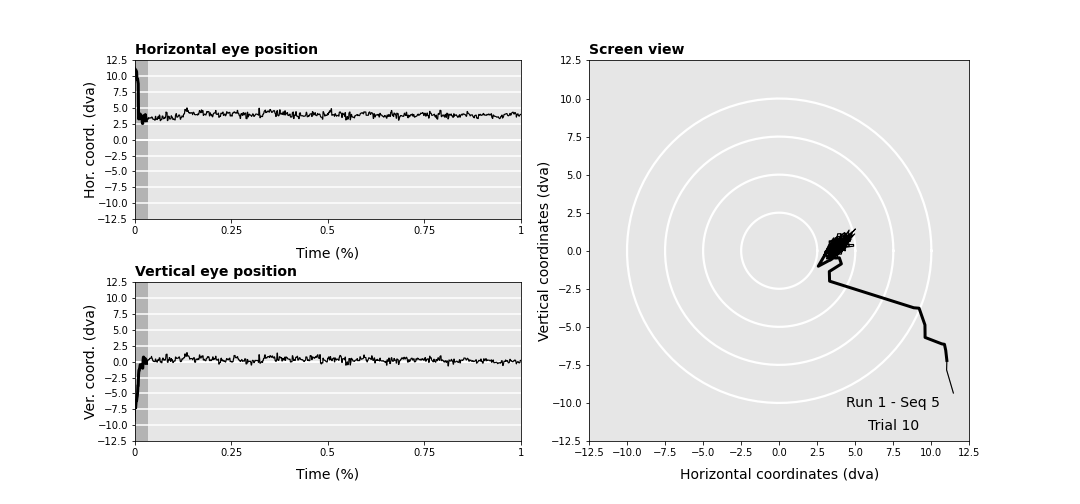 Horizontal eye position
12.5
10.0
7.5
5.0
2.5
0.0
−2.5
−5.0
−7.5
−10.0
−12.5
Hor. coord. (dva)
0 0.25 0.5 0.75 1
Time (%)
Vertical eye position
12.5
10.0
7.5
5.0
2.5
0.0
−2.5
−5.0
−7.5
−10.0
−12.5
Ver. coord. (dva)
0 0.25 0.5 0.75 1
Time (%)
Screen view
12.5
10.0
7.5
5.0
2.5
0.0
−2.5
−5.0
−7.5
−10.0
−12.5
Vertical coordinates (dva)
Run 1 - Seq 5
Trial 10
−12.5 −10.0 −7.5 −5.0 −2.5 0.0 2.5 5.0 7.5 10.0 12.5
Horizontal coordinates (dva)